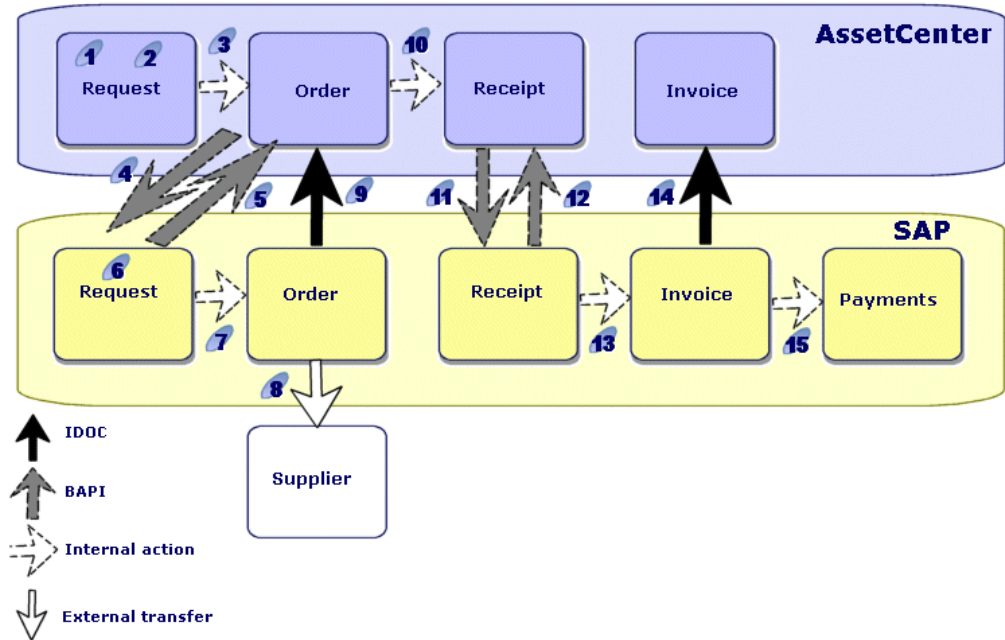 AssetCenter
1 2 3 10
Request Order Receipt Invoice
4 5 9 11 12 14
SAP
6
Request Order Receipt Invoice Payments
7 13 15
8
IDOC
Supplier
BAPI
Internal action
External transfer